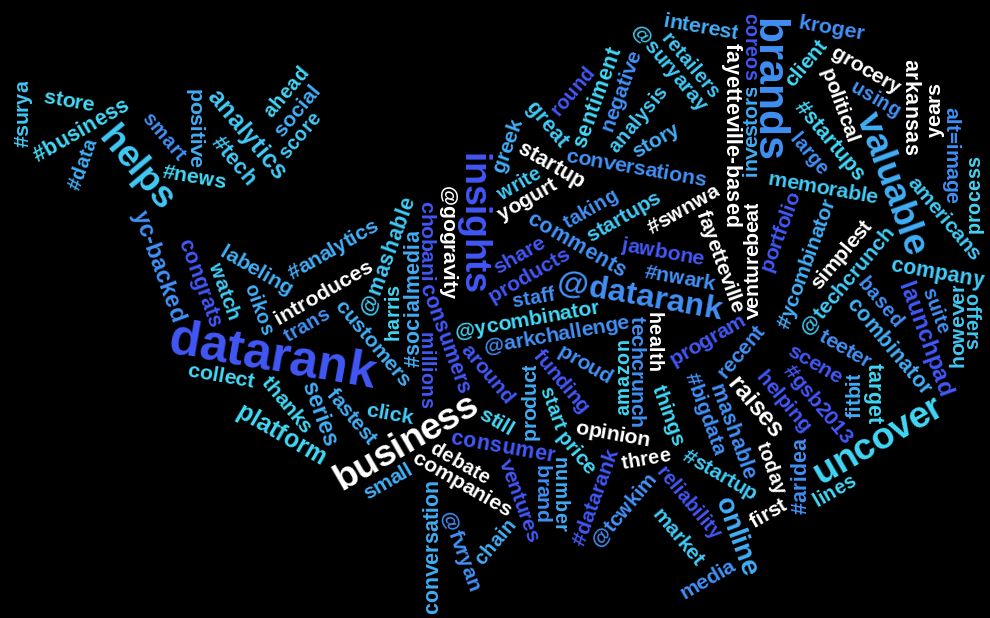 interest
kroger
coreos
brands
@suryaray
retailers
client
grocery
fayetteville-based
investors
political
arkansas
years
using
alt=image
#surya
store
#business
#data
smart
positive
helps
#news
analytics
#tech
ahead
social
score
round
sentiment
negative
analysis
story
great
greek
startup
write
yogurt
conversations
#startups
large
valuable
memorable
americans
process
yc-backed
congrats
watch
labeling
oikos
#analytics
introduces
trans
customers
@mashable
harris
#socialmedia
chobani
@gogravity
insights
consumers
millions
share
products
comments
taking
startups
staff
#swnwa
jawbone
#nwark
fayetteville
venturebeat
portfolio
#ycombinator
simplest
@techcrunch
company
offers
however
suite
launchpad
based
combinator
teeter
@datarank
@ycombinator
@arkchallenge
techcrunch
health
program
recent
datarank
collect
thanks
platform
series
fastest
click
business
small
around
still
product
funding
proud
start
price
amazon
things
#bigdata
mashable
raises
helping
scene
#gsb2013
fitbit
target
uncover
lines
consumer
debate
companies
ventures
brand
number
opinion
three
#datarank
@tcwkim
reliability
#startup
today
#aridea
first
online
market
media
conversation
@fvryan
chain